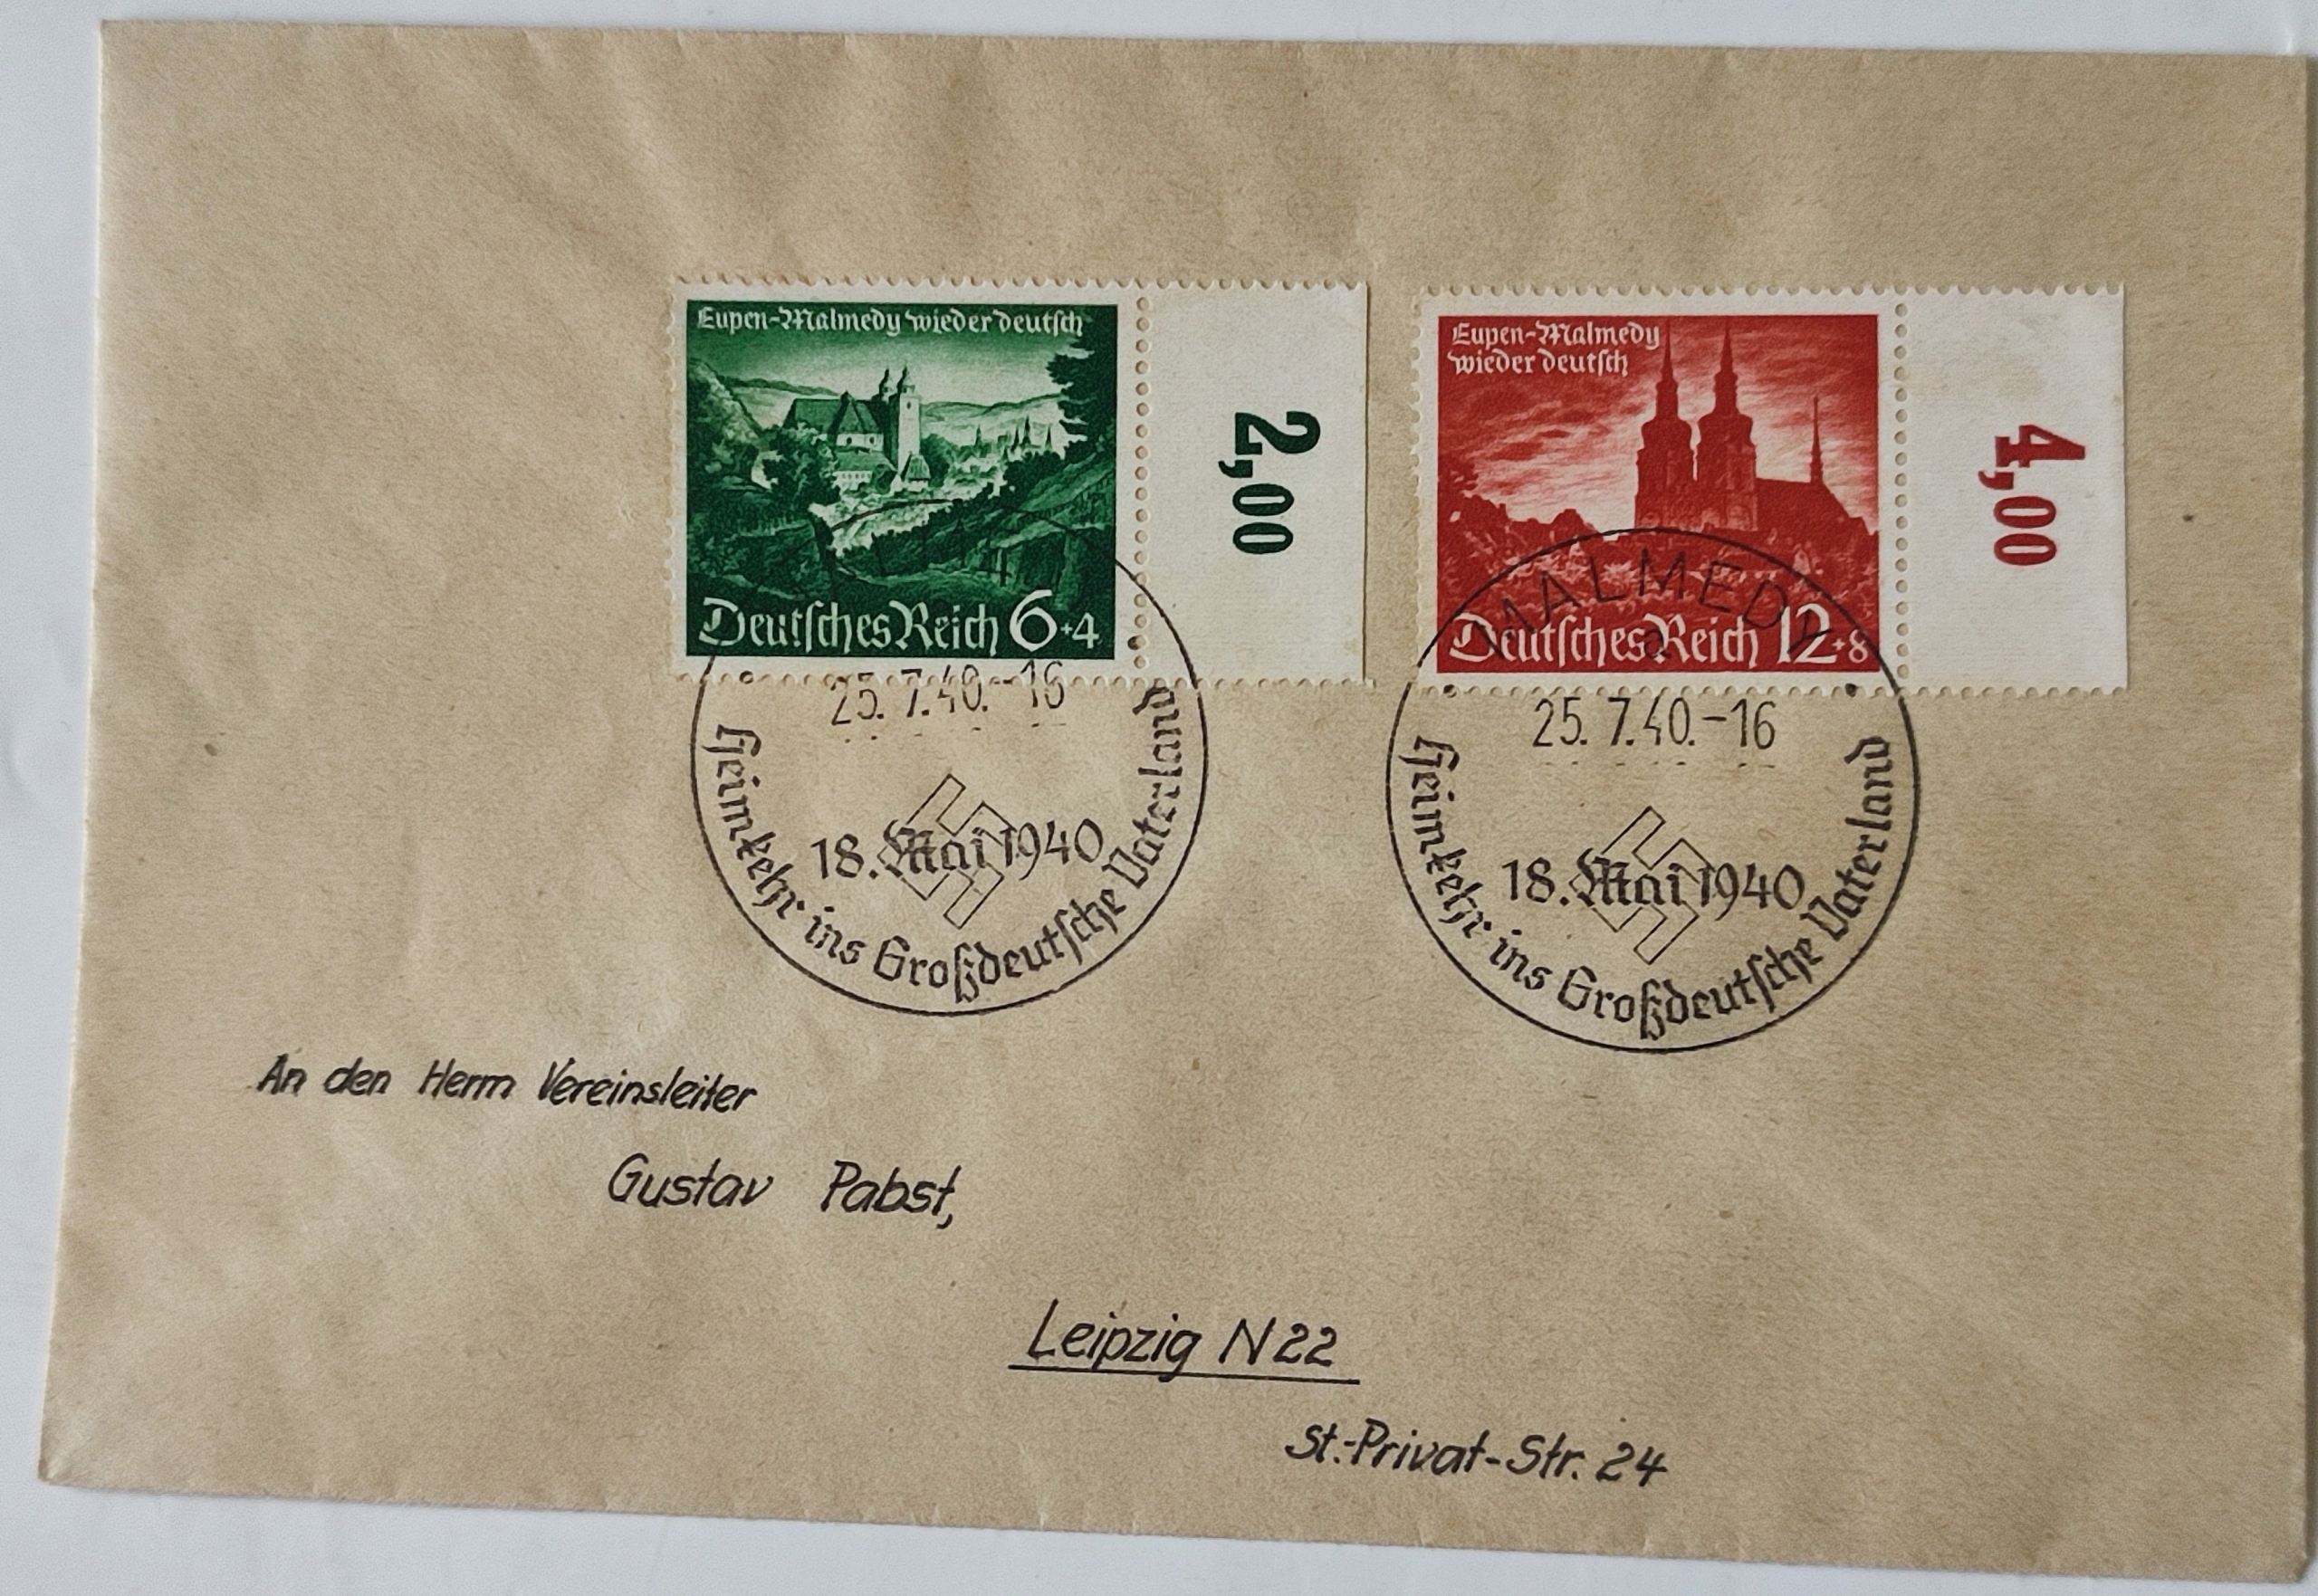 Eupen-Malmedy wieder deutsch
Deutsches Reich 6+4
2,00
Eupen-Malmedy
wieder deutsch
Deutsches Reich 12+8
4,00
25.7.40.-16
18. Mai 1940
Heimkehr ins Großdeutsche Vaterland
MALMEDY
a
25.7.40.-16
18. Mai 1940
Heimkehr ins Großdeutsche Vaterland
An den Herrn Vereinsleiter
Gustav Pabst,
Leipzig N 22
St.-Privat-Str. 24